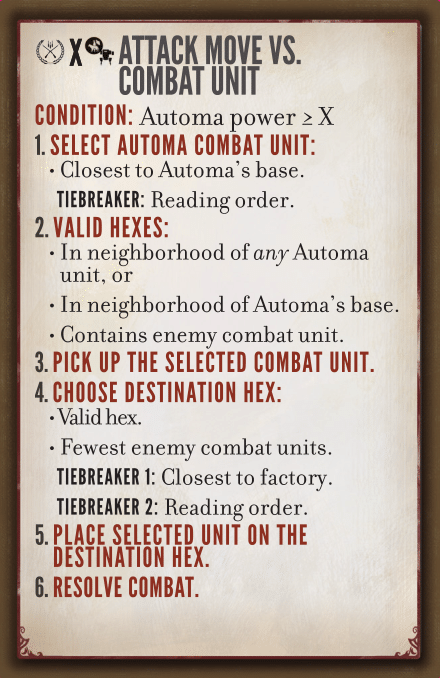 X ATTACK MOVE VS.
COMBAT UNIT
CONDITION: Automa power ≥ X
1. SELECT AUTOMA COMBAT UNIT:
• Closest to Automa's base.
TIEBREAKER: Reading order.
2. VALID HEXES:
• In neighborhood of any Automa
unit, or
• In neighborhood of Automa's base.
• Contains enemy combat unit.
3. PICK UP THE SELECTED COMBAT UNIT.
4. CHOOSE DESTINATION HEX:
• Valid hex.
• Fewest enemy combat units.
TIEBREAKER 1: Closest to factory.
TIEBREAKER 2: Reading order.
5. PLACE SELECTED UNIT ON THE
DESTINATION HEX.
6. RESOLVE COMBAT.